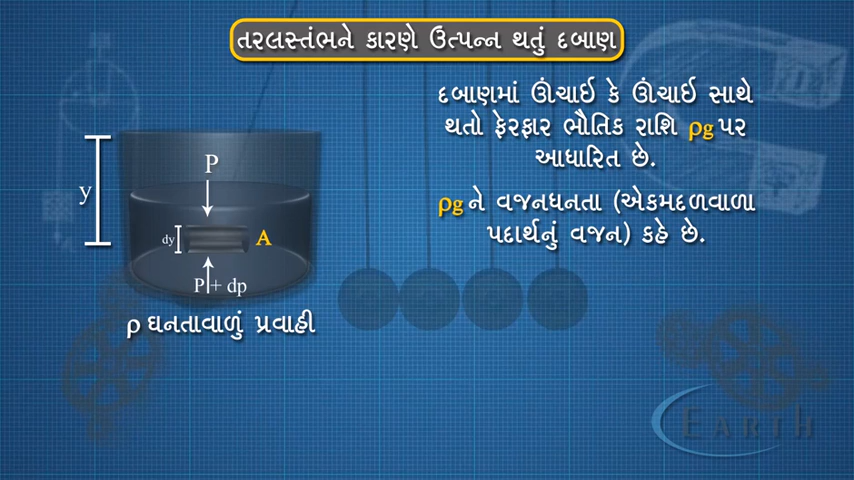 તરલસ્તંભને કારણે ઉત્પન્ન થતું દબાણ
દબાણમાં ઊંચાઈ કે ઊંચાઈ સાથે
થતો ફેરફાર ભૌતિક રાશિ ρg પર
આધારિત છે.
ρg ને વજનઘનતા (એકમદળવાળા
પદાર્થનું વજન) કહે છે.
P
y
dy
A
P + dp
ρ ઘનતાવાળું પ્રવાહી
EARTH